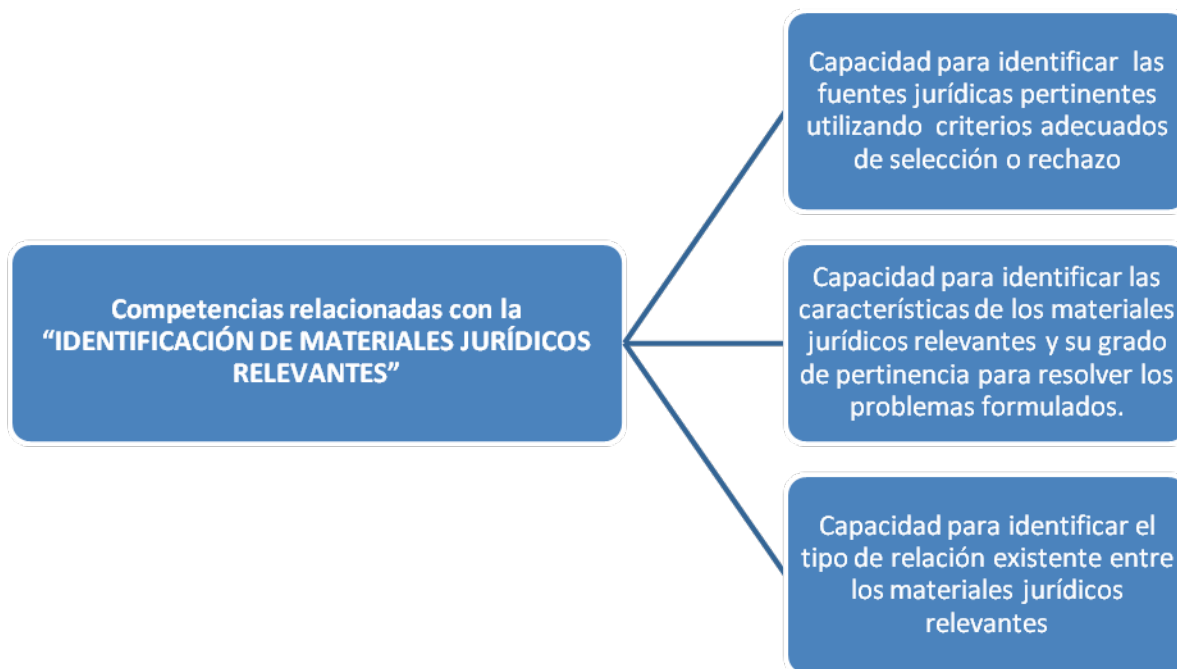 Capacidad para identificar las
fuentes jurídicas pertinentes
utilizando criterios adecuados
de selección o rechazo
Competencias relacionadas con la
“IDENTIFICACIÓN DE MATERIALES JURÍDICOS
RELEVANTES”
Capacidad para identificar las
características de los materiales
jurídicos relevantes y su grado
de pertinencia para resolver los
problemas formulados.
Capacidad para identificar el
tipo de relación existente entre
los materiales jurídicos
relevantes